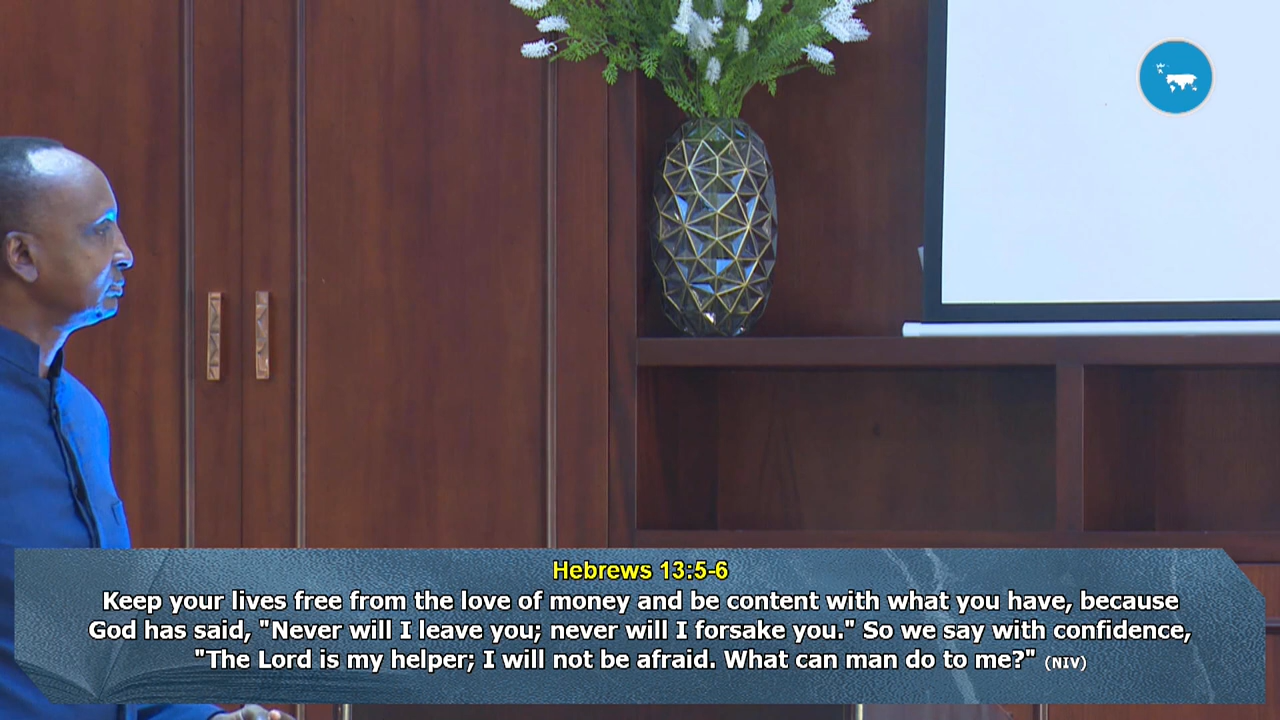 Hebrews 13:5-6
Keep your lives free from the love of money and be content with what you have, because
God has said, "Never will I leave you; never will I forsake you." So we say with confidence,
"The Lord is my helper; I will not be afraid. What can man do to me?" (NIV)